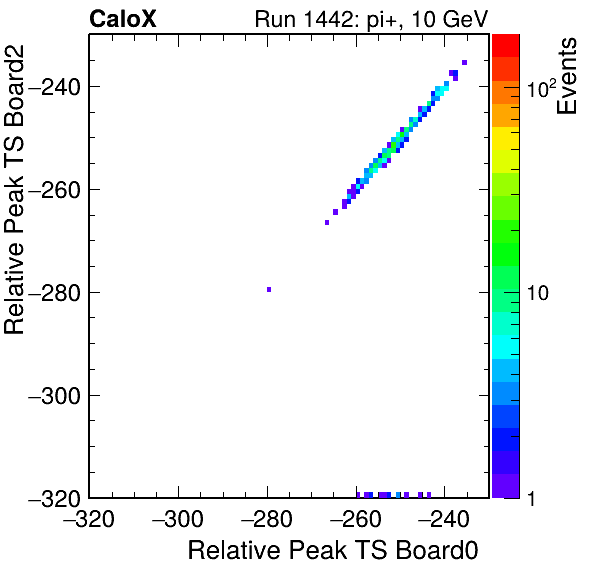 CaloX Run 1442: pi+, 10 GeV
Relative Peak TS Board2
−240
−260
−280
−300
−320
−320 −300 −280 −260 −240
Relative Peak TS Board0
Events
10²
10
1